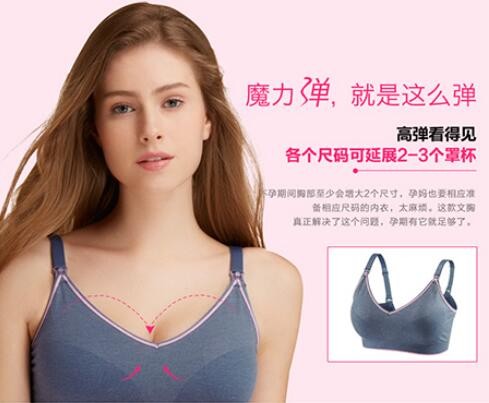 魔力弹，就是这么弹
高弹看得见
各个尺码可延展2-3个罩杯
孕期间胸部至少会增大2个尺寸，孕妈也要相应准
备相应尺码的内衣，太麻烦。这款文胸
真正解决了这个问题，孕期有它就足够了。